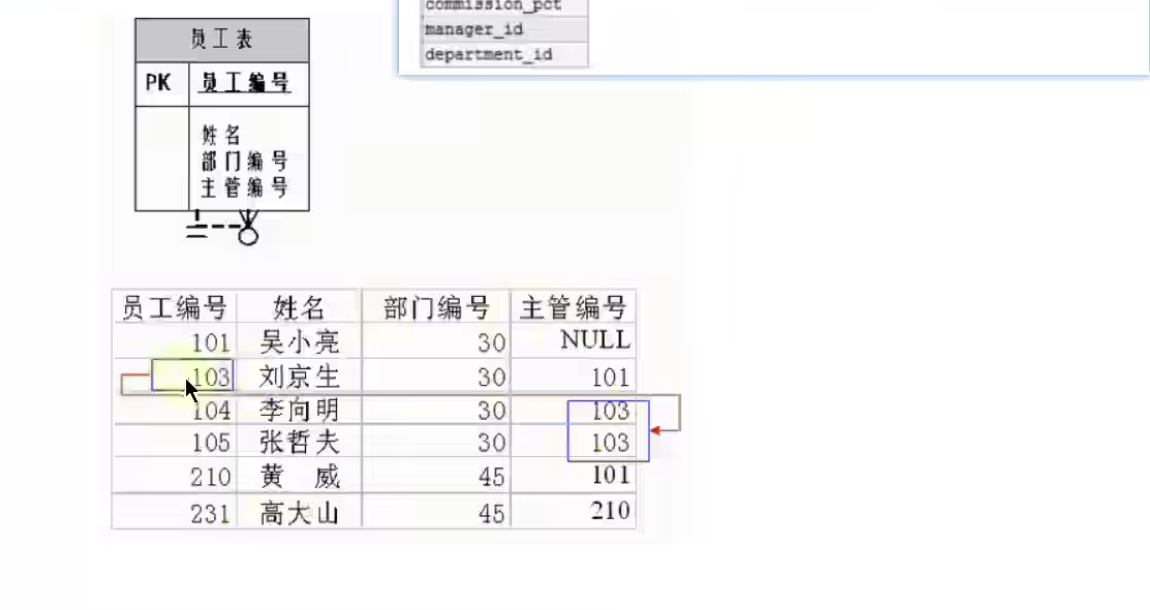 commission_pct
manager_id
department_id
员工表
PK 员工编号
姓名
部门编号
主管编号
员工编号 姓名 部门编号 主管编号
101 吴小亮 30 NULL
103 刘京生 30 101
104 李向明 30 103
105 张哲夫 30 103
210 黄 威 45 101
231 高大山 45 210